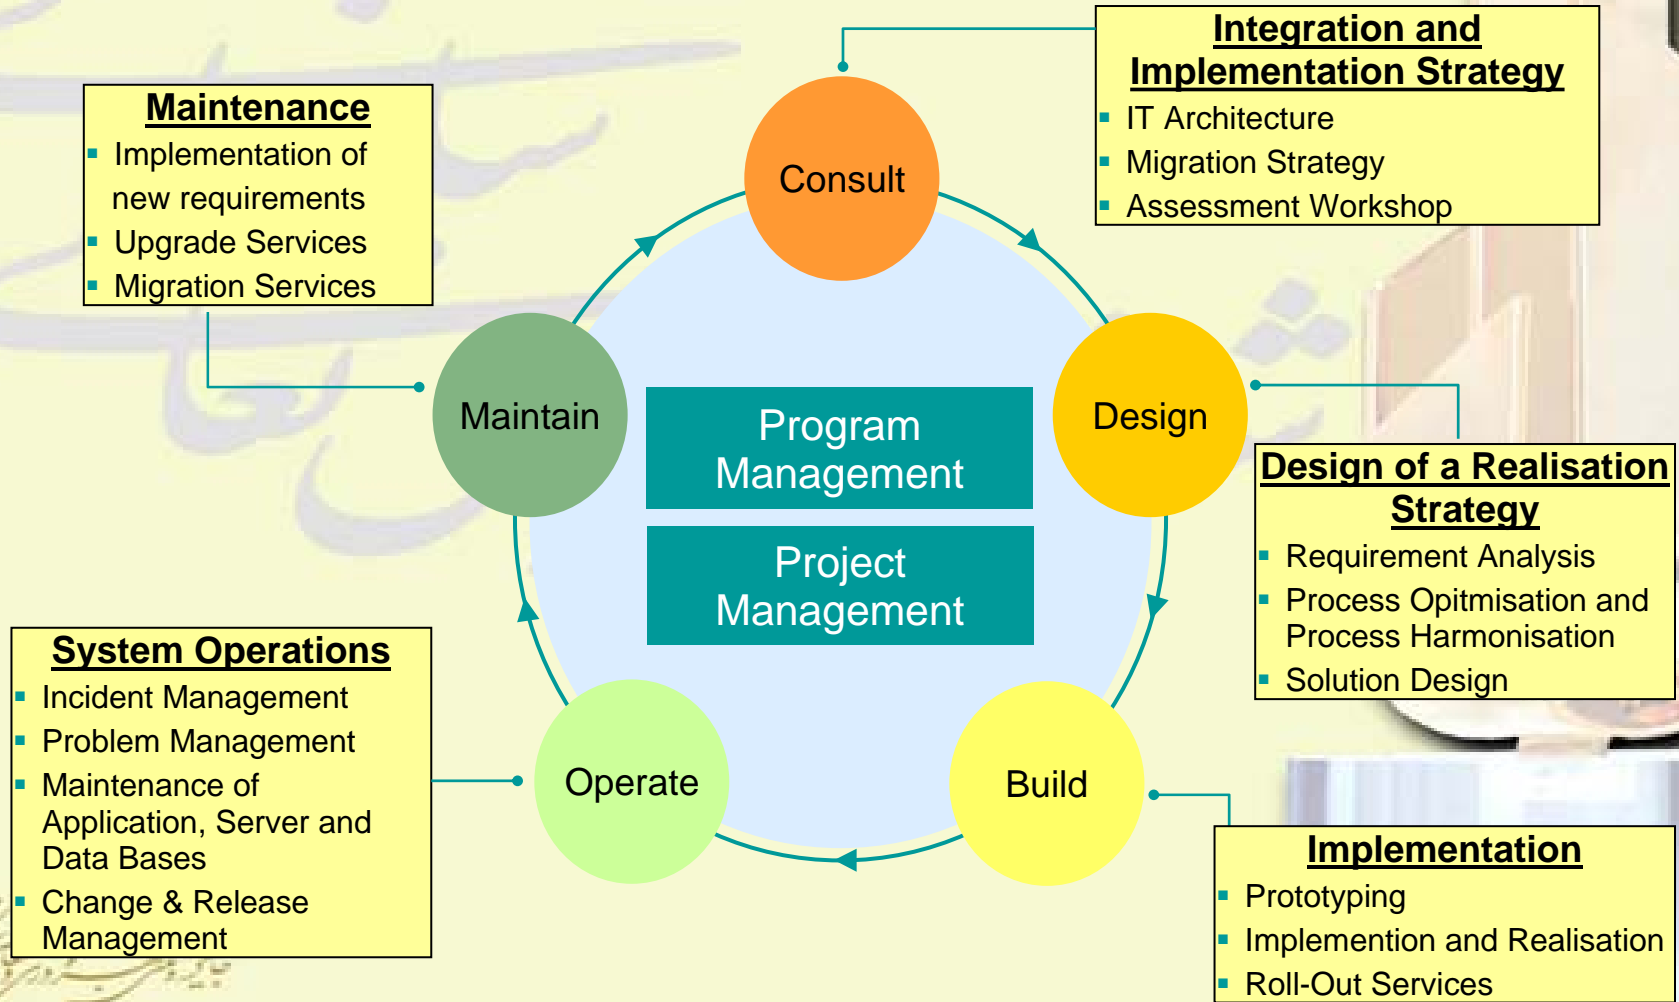 Integration and
Implementation Strategy
IT Architecture
Migration Strategy
Assessment Workshop
Maintenance
Implementation of
new requirements
Upgrade Services
Migration Services
Consult
Maintain
Design
Program
Management
Project
Management
Design of a Realisation
Strategy
Requirement Analysis
Process Opitmisation and
Process Harmonisation
Solution Design
System Operations
Incident Management
Problem Management
Maintenance of
Application, Server and
Data Bases
Change & Release
Management
Operate
Build
Implementation
Prototyping
Implemention and Realisation
Roll-Out Services